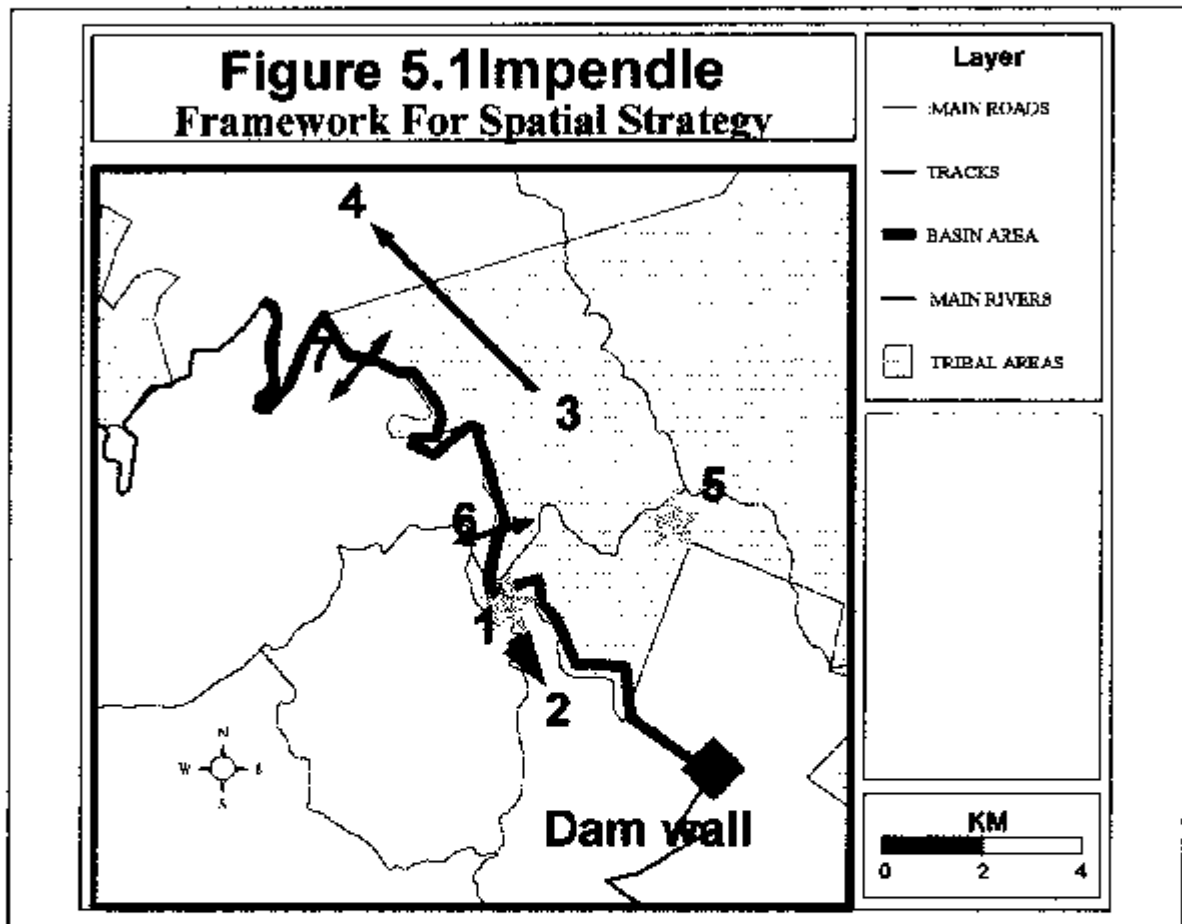 Figure 5.1Impendle
Framework For Spatial Strategy
Layer
MAIN ROADS
TRACKS
BASIN AREA
MAIN RIVERS
TRIBAL AREAS
4
7
3
5
6
1
2
N
W
S
Dam wall
KM
0 2 4